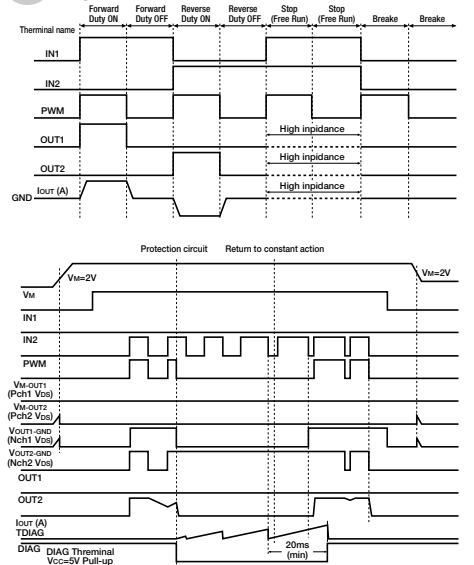 Forward Duty ON
Forward Duty OFF
Reverse Duty ON
Reverse Duty OFF
Stop (Free Run)
Stop (Free Run)
Breake
Breake
Therminal name
IN1
IN2
PWM
OUT1
High inpidance
OUT2
High inpidance
IOUT (A)
High inpidance
GND
Protection circuit
Return to constant action
VM=2V
VM=2V
VM
IN1
IN2
PWM
VM-OUT1
(Pch1 VDS)
VM-OUT2
(Pch2 VDS)
VOUT1-GND
(Nch1 VDS)
VOUT2-GND
(Nch2 VDS)
OUT1
OUT2
IOUT (A)
TDIAG
20ms
(min)
DIAG
DIAG Threminal
VCC=5V Pull-up